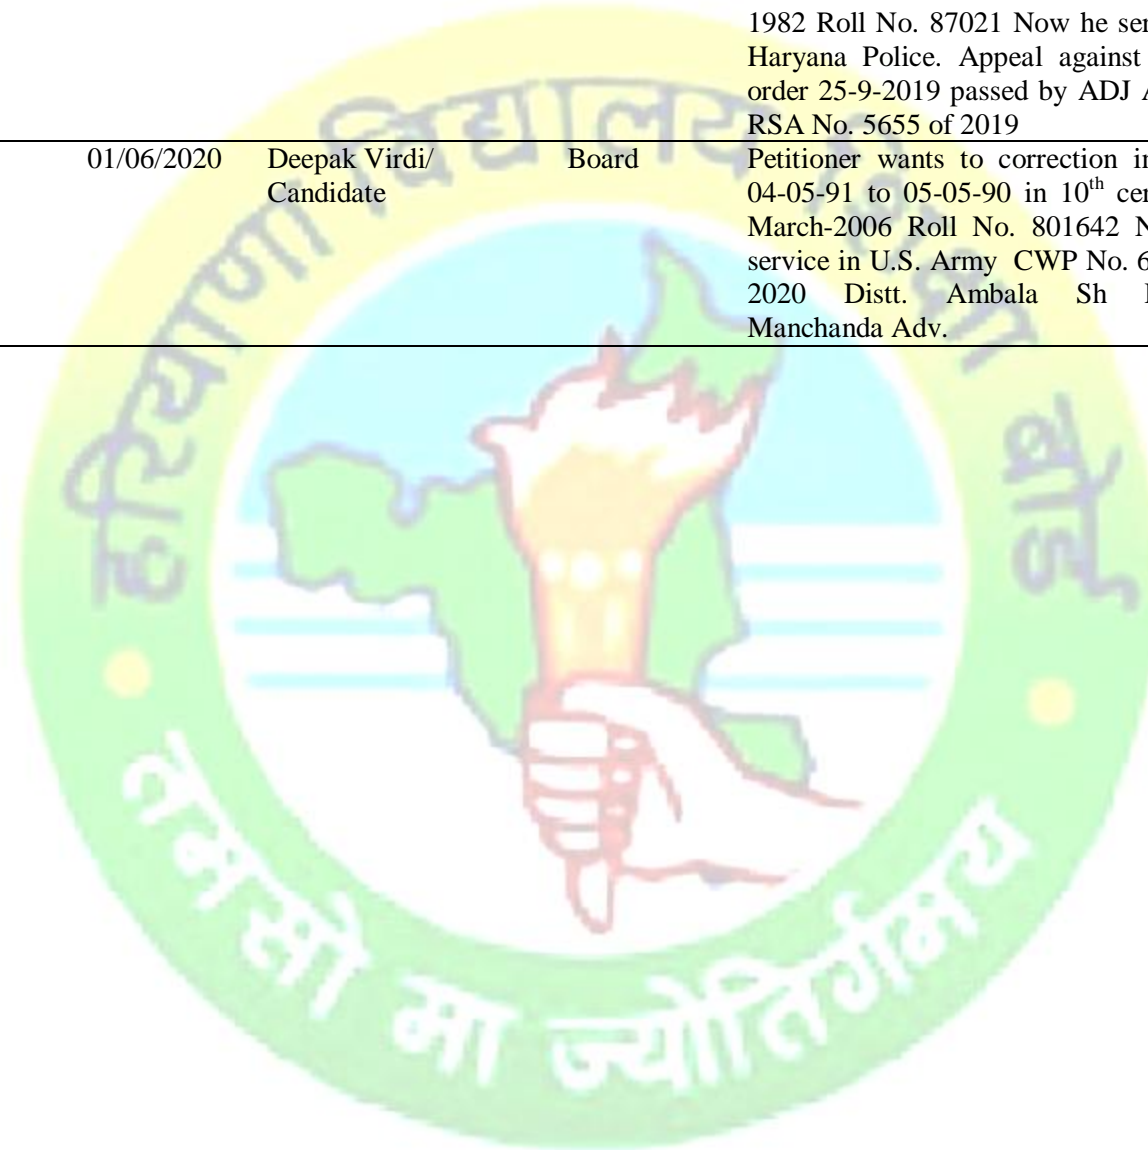 1982 Roll No. 87021 Now he
Haryana Police. Appeal against
order 25-9-2019 passed by ADJ
RSA No. 5655 of 2019
01/06/2020 Deepak Virdi/ Board Petitioner wants to correction
Candidate 04-05-91 to 05-05-90 in 10th
March-2006 Roll No. 801642
service in U.S. Army CWP No.
2020 Distt. Ambala Sh
Manchanda Adv.
हरियाणा विद्यालय शिक्षा बोर्ड
तमसो मा ज्योतिर्गमय